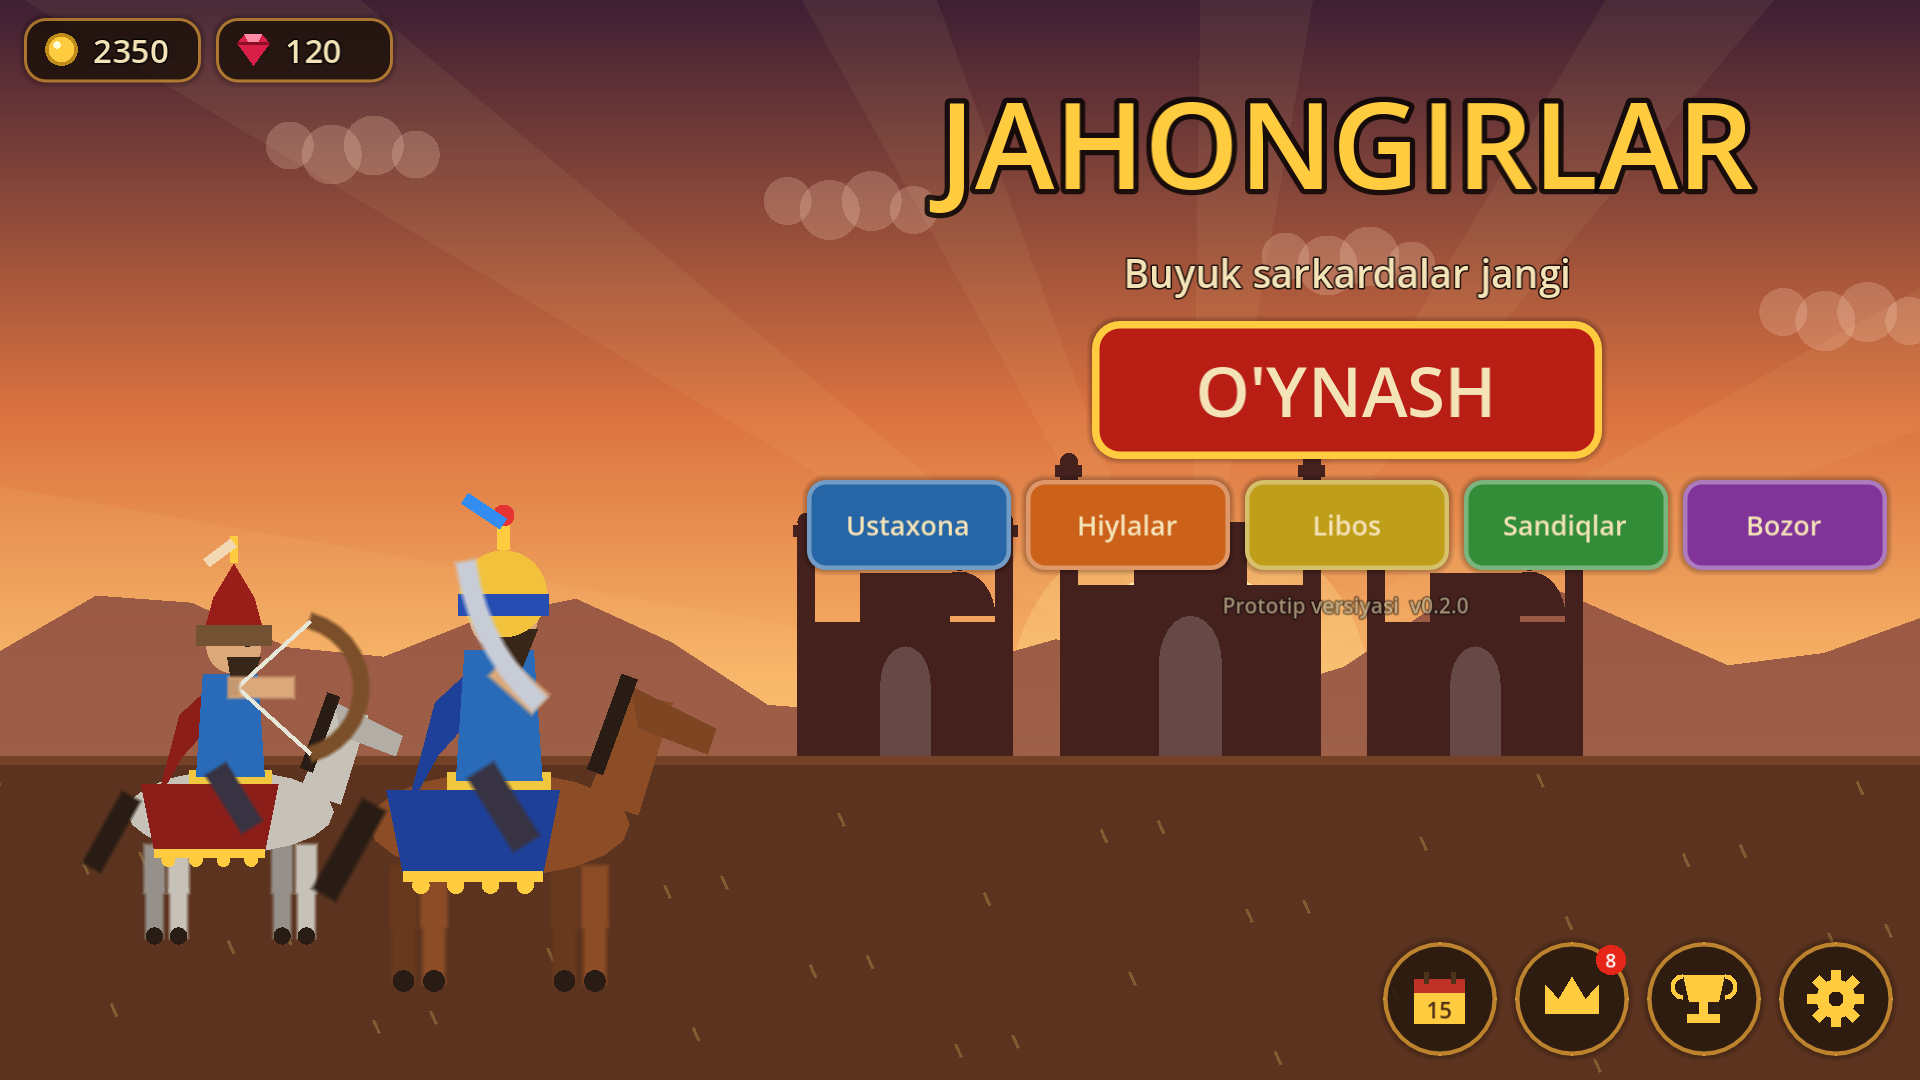 2350
120
JAHONGIRLAR
Buyuk sarkardalar jangi
O'YNASH
Ustaxona
Hiylalar
Libos
Sandiqlar
Bozor
Prototip versiyasi v0.2.0
8
15